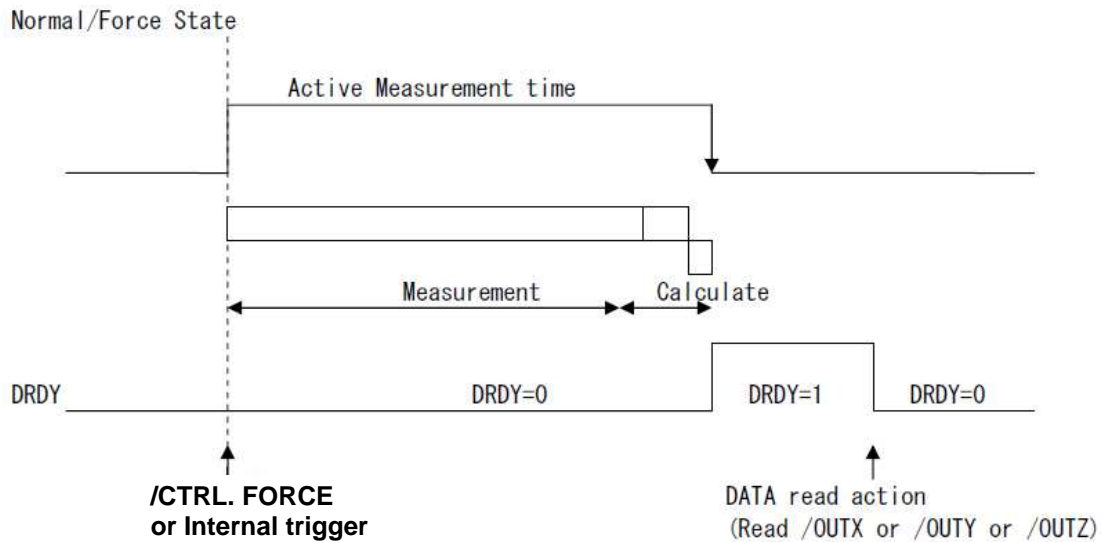 Normal/Force State
Active Measurement time
Measurement
Calculate
DRDY
DRDY=0
DRDY=1
DRDY=0
/CTRL. FORCE
or Internal trigger
DATA read action
(Read /OUTX or /OUTY or /OUTZ)